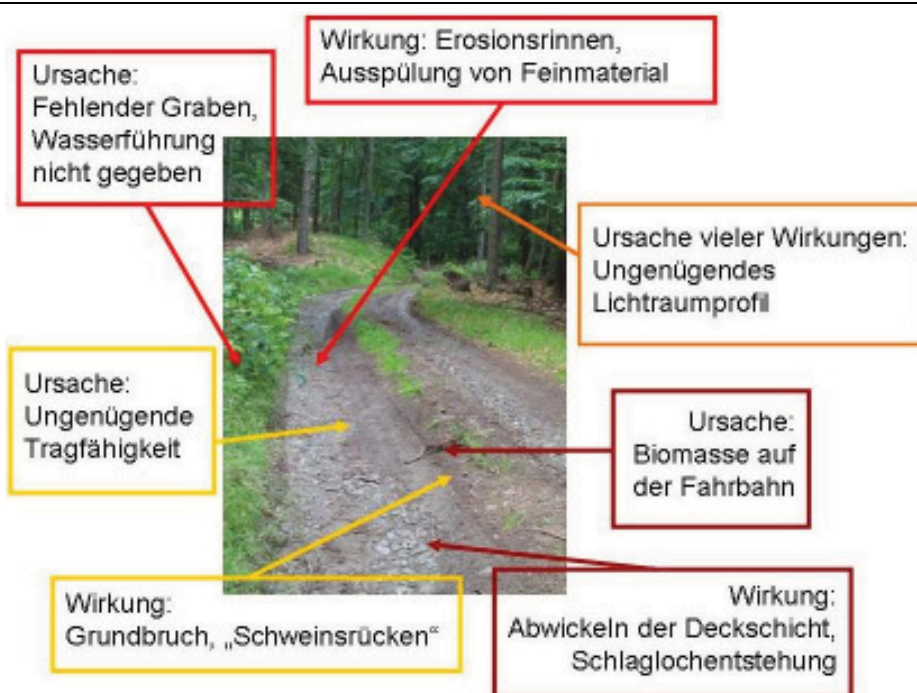 Wirkung: Erosionsrinnen,
Ausspülung von Feinmaterial
Ursache:
Fehlender Graben,
Wasserführung
nicht gegeben
Ursache vieler Wirkungen:
Ungenügendes
Lichtraumprofil
Ursache:
Ungenügende
Tragfähigkeit
Ursache:
Biomasse auf
der Fahrbahn
Wirkung:
Grundbruch, „Schweinsrücken“
Wirkung:
Abwickeln der Deckschicht,
Schlaglochentstehung